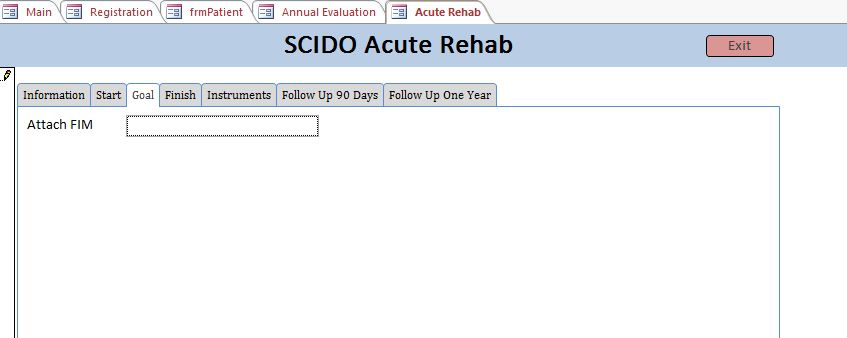 Main Registration frmPatient Annual Evaluation Acute Rehab
SCIDO Acute Rehab Exit
Information Start Goal Finish Instruments Follow Up 90 Days Follow Up One Year
Attach FIM